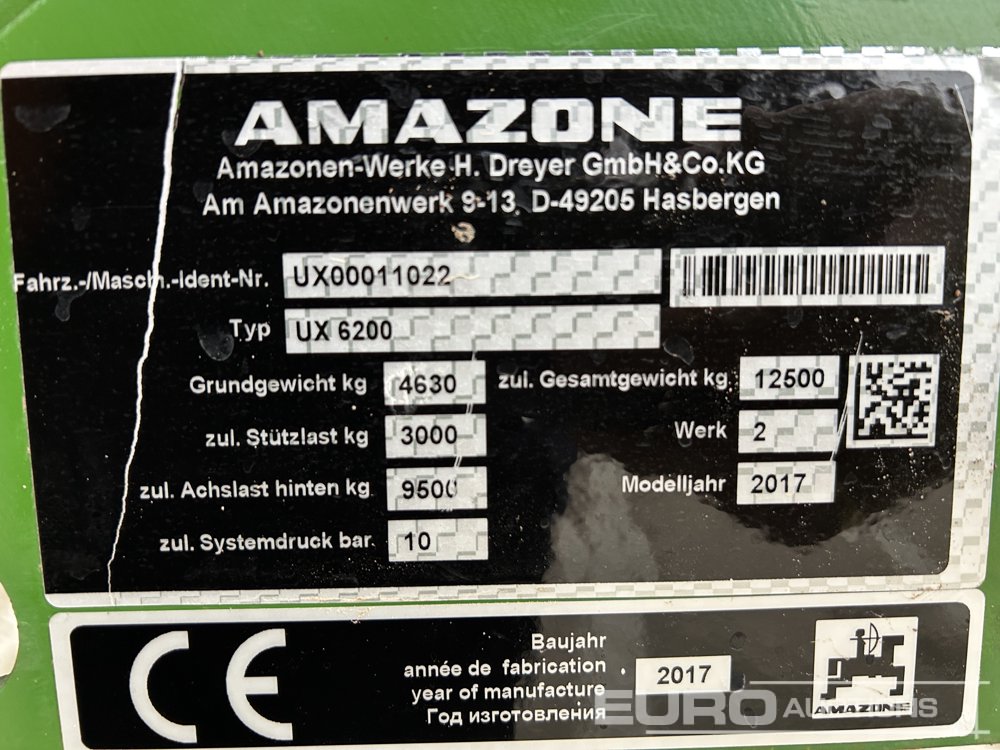 AMAZONE
Amazonen-Werke H. Dreyer GmbH&Co.KG
Am Amazonenwerk 9-13, D-49205 Hasbergen
Fahrz.-/Masch.-Ident-Nr. UX00011022
Typ UX 6200
Grundgewicht kg 4630 zul. Gesamtgewicht kg 12500
zul. Stützlast kg 3000 Werk 2
zul. Achslast hinten kg 9500 Modelljahr 2017
zul. Systemdruck bar 10
CE
Baujahr
année de fabrication
year of manufacture 2017
Год изготовления
AMAZONE
EURO AUCTIONS